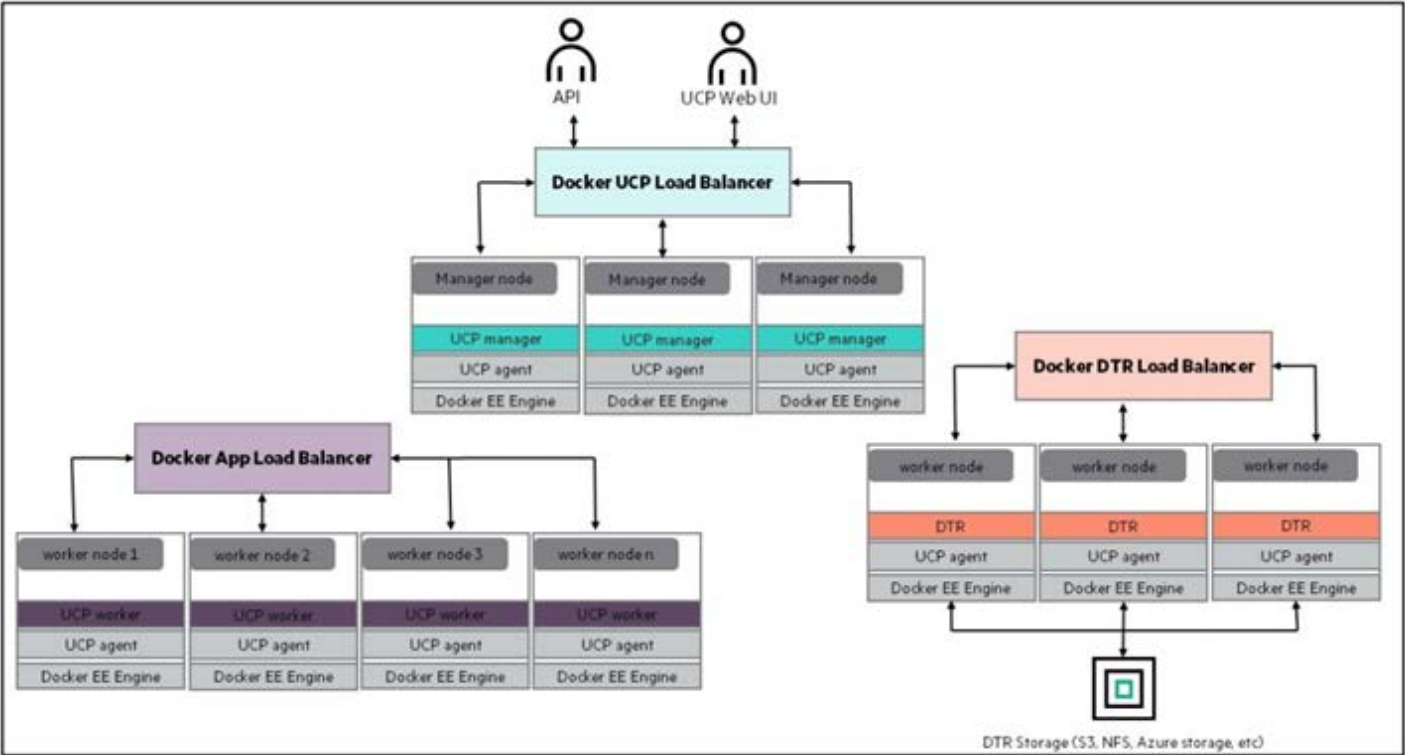 API
UCP Web UI
Docker UCP Load Balancer
Manager node Manager node Manager node
UCP manager UCP manager UCP manager
UCP agent UCP agent UCP agent
Docker EE Engine Docker EE Engine Docker EE Engine
Docker DTR Load Balancer
worker node worker node worker node
DTR DTR DTR
UCP agent UCP agent UCP agent
Docker EE Engine Docker EE Engine Docker EE Engine
DTR Storage (S3, NFS, Azure storage, etc)
Docker App Load Balancer
worker node 1 worker node 2 worker node 3 worker node n
UCP worker UCP worker UCP worker UCP worker
UCP agent UCP agent UCP agent UCP agent
Docker EE Engine Docker EE Engine Docker EE Engine Docker EE Engine